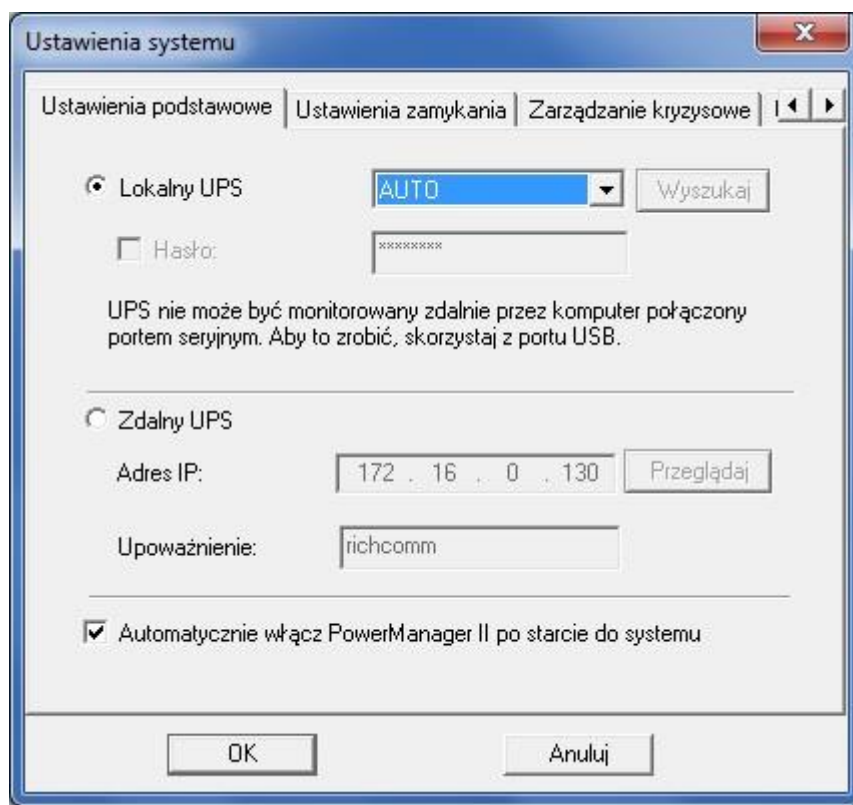 Ustawienia systemu
Ustawienia podstawowe Ustawienia zamykania Zarządzanie kryzysowe
Lokalny UPS AUTO Wyszukaj
Hasło: ********
UPS nie może być monitorowany zdalnie przez komputer połączony
portem seryjnym. Aby to zrobić, skorzystaj z portu USB.
Zdalny UPS
Adres IP: 172 . 16 . 0 . 130 Przeglądaj
Upoważnienie: richcomm
Automatycznie włącz PowerManager II po starcie do systemu
OK Anuluj